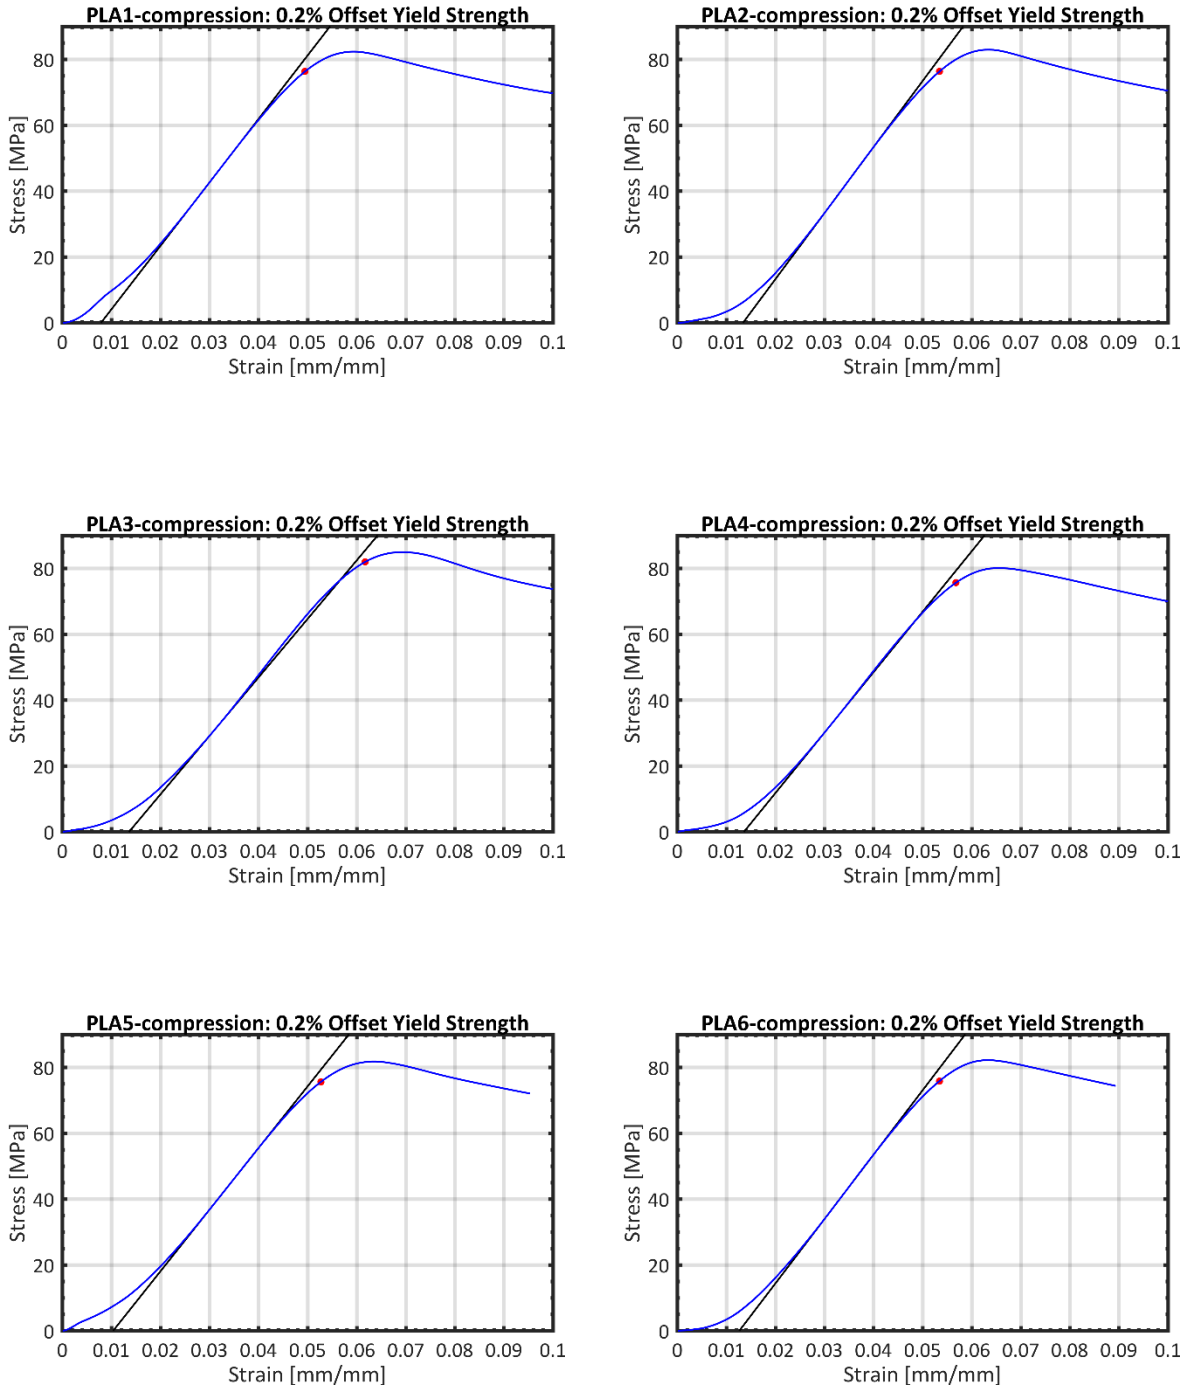 PLA1-compression: 0.2% Offset Yield Strength
80
60
40
20
0
Stress [MPa]
0 0.01 0.02 0.03 0.04 0.05 0.06 0.07 0.08 0.09 0.1
Strain [mm/mm]
PLA2-compression: 0.2% Offset Yield Strength
80
60
40
20
0
Stress [MPa]
0 0.01 0.02 0.03 0.04 0.05 0.06 0.07 0.08 0.09 0.1
Strain [mm/mm]
PLA3-compression: 0.2% Offset Yield Strength
80
60
40
20
0
Stress [MPa]
0 0.01 0.02 0.03 0.04 0.05 0.06 0.07 0.08 0.09 0.1
Strain [mm/mm]
PLA4-compression: 0.2% Offset Yield Strength
80
60
40
20
0
Stress [MPa]
0 0.01 0.02 0.03 0.04 0.05 0.06 0.07 0.08 0.09 0.1
Strain [mm/mm]
PLA5-compression: 0.2% Offset Yield Strength
80
60
40
20
0
Stress [MPa]
0 0.01 0.02 0.03 0.04 0.05 0.06 0.07 0.08 0.09 0.1
Strain [mm/mm]
PLA6-compression: 0.2% Offset Yield Strength
80
60
40
20
0
Stress [MPa]
0 0.01 0.02 0.03 0.04 0.05 0.06 0.07 0.08 0.09 0.1
Strain [mm/mm]